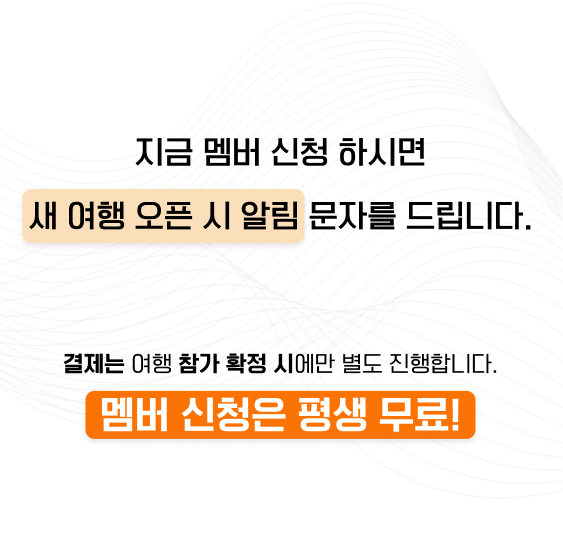 지금 멤버 신청 하시면
새 여행 오픈 시 알림 문자를 드립니다.
결제는 여행 참가 확정 시에만 별도 진행합니다.
멤버 신청은 평생 무료!